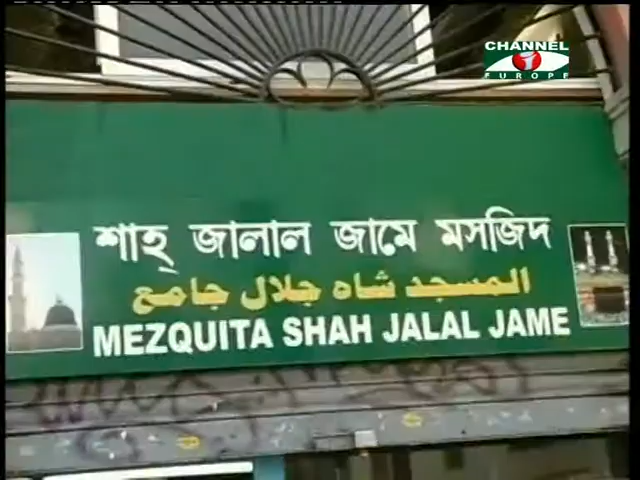 CHANNEL i
EUROPE
শাহ্ জালাল জামে মসজিদ
المسجد شاه جلال جامع
MEZQUITA SHAH JALAL JAME